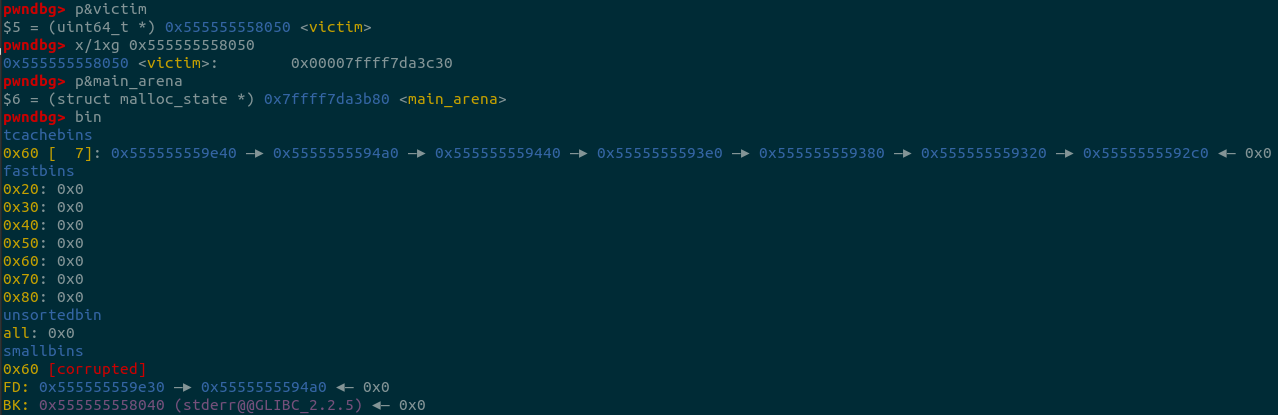 pwndbg> p&victim
$5 = (uint64_t *) 0x555555558050 <victim>
pwndbg> x/1xg 0x555555558050
0x555555558050 <victim>:       0x00007ffff7da3c30
pwndbg> p&main_arena
$6 = (struct malloc_state *) 0x7ffff7da3b80 <main_arena>
pwndbg> bin
tcachebins
0x60 [  7]: 0x555555559e40 —▸ 0x5555555594a0 —▸ 0x555555559440 —▸ 0x5555555593e0 —▸ 0x555555559380 —▸ 0x555555559320 —▸ 0x5555555592c0 ◂— 0x0
fastbins
0x20: 0x0
0x30: 0x0
0x40: 0x0
0x50: 0x0
0x60: 0x0
0x70: 0x0
0x80: 0x0
unsortedbin
all: 0x0
smallbins
0x60 [corrupted]
FD: 0x555555559e30 —▸ 0x5555555594a0 ◂— 0x0
BK: 0x555555558040 (stderr@@GLIBC_2.2.5) ◂— 0x0